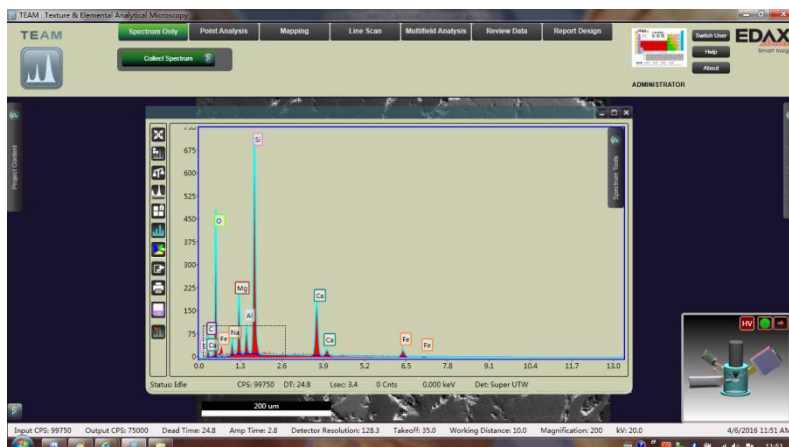 TEAM : Texture & Elemental Analytical Microscopy
TEAM
Spectrum Only
Point Analysis
Mapping
Line Scan
Multifield Analysis
Review Data
Report Design
Collect Spectrum
ADMINISTRATOR
Switch User
Help
About
EDAX
Smart Insig
Project Content
Spectrum Tools
675
600
525
450
375
300
225
150
75
0
Si
O
Mg
Al
Ca
Ca
C
Ca
Fe
Na
Fe
Fe
0.0 1.3 2.6 3.9 5.2 6.5 7.8 9.1 10.4 11.7 13.0
Status: Idle CPS: 99750 DT: 24.8 Lsec: 3.4 0 Cnts 0.000 keV Det: Super UTW
200 um
HV
Input CPS: 99750 Output CPS: 75000 Dead Time: 24.8 Amp Time: 2.8 Detector Resolution: 128.3 Takeoff: 35.0 Working Distance: 10.0 Magnification: 200 kV: 20.0 4/6/2016 11:51 AM
11:51